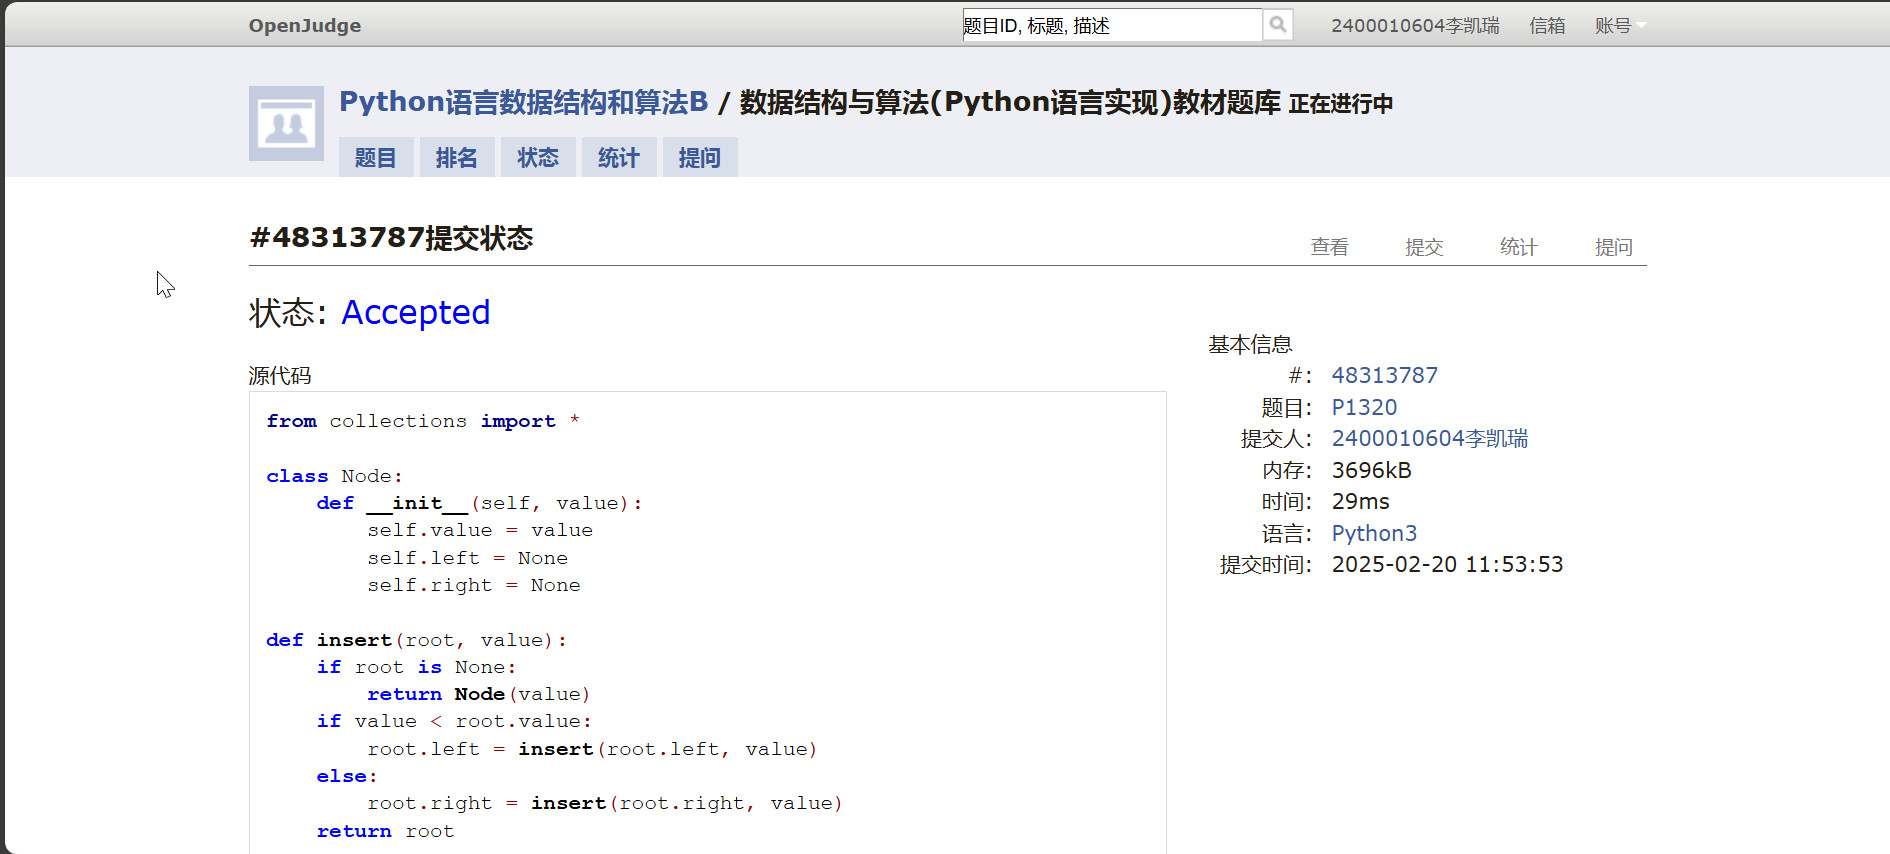 OpenJudge
题目ID, 标题, 描述
2400010604李凯瑞 信箱 账号
Python语言数据结构和算法B / 数据结构与算法(Python语言实现)教材题库 正在进行中
题目 排名 状态 统计 提问
#48313787提交状态
查看 提交 统计 提问
状态: Accepted
源代码
from collections import *
class Node:
    def __init__(self, value):
        self.value = value
        self.left = None
        self.right = None
def insert(root, value):
    if root is None:
        return Node(value)
    if value < root.value:
        root.left = insert(root.left, value)
    else:
        root.right = insert(root.right, value)
    return root
基本信息
#: 48313787
题目: P1320
提交人: 2400010604李凯瑞
内存: 3696kB
时间: 29ms
语言: Python3
提交时间: 2025-02-20 11:53:53